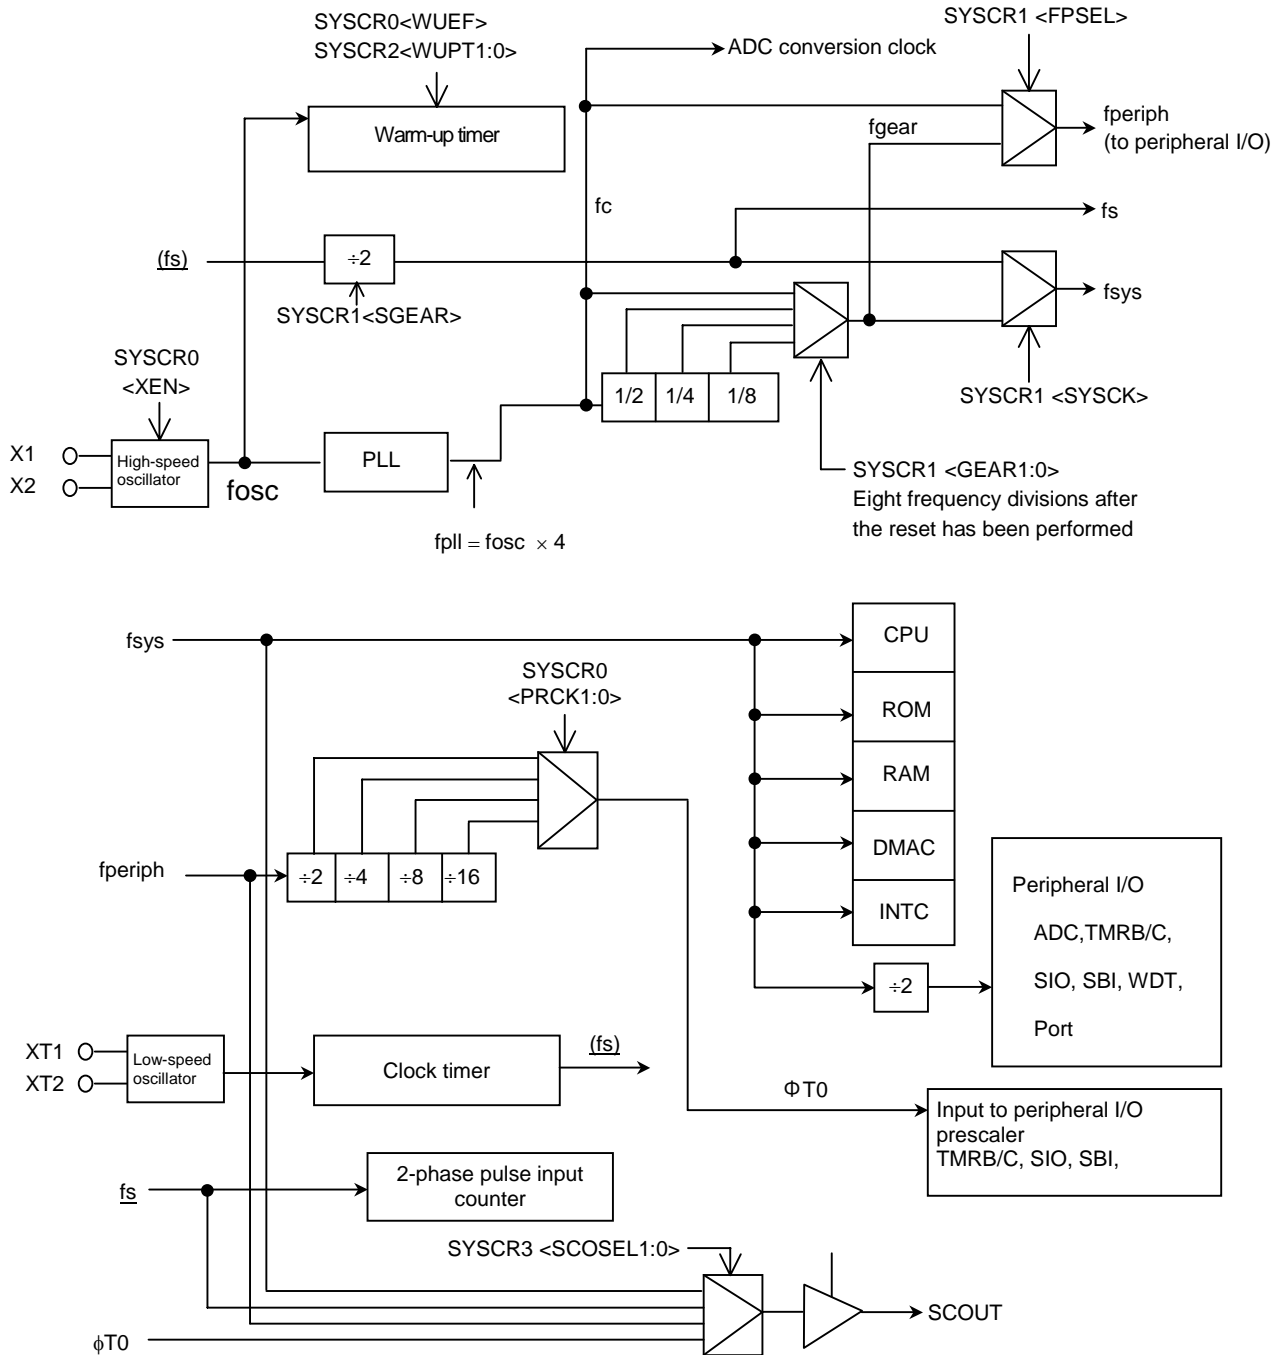 SYSCR0<WUEF>
SYSCR2<WUPT1:0>
SYSCR1 <FPSEL>
ADC conversion clock
Warm-up timer
fgear
fperiph
(to peripheral I/O)
fc
fs
(fs)
÷2
SYSCR1<SGEAR>
fsys
SYSCR0
<XEN>
1/2
1/4
1/8
SYSCR1 <SYSCK>
X1
X2
High-speed
oscillator
fosc
PLL
SYSCR1 <GEAR1:0>
Eight frequency divisions after
the reset has been performed
fpll = fosc × 4
fsys
SYSCR0
<PRCK1:0>
CPU
ROM
RAM
DMAC
INTC
fperiph
÷2
÷4
÷8
÷16
Peripheral I/O
ADC,TMRB/C,
SIO, SBI, WDT,
Port
÷2
XT1
XT2
Low-speed
oscillator
Clock timer
(fs)
ΦT0
Input to peripheral I/O
prescaler
TMRB/C, SIO, SBI,
fs
2-phase pulse input
counter
SYSCR3 <SCOSEL1:0>
SCOUT
ϕT0